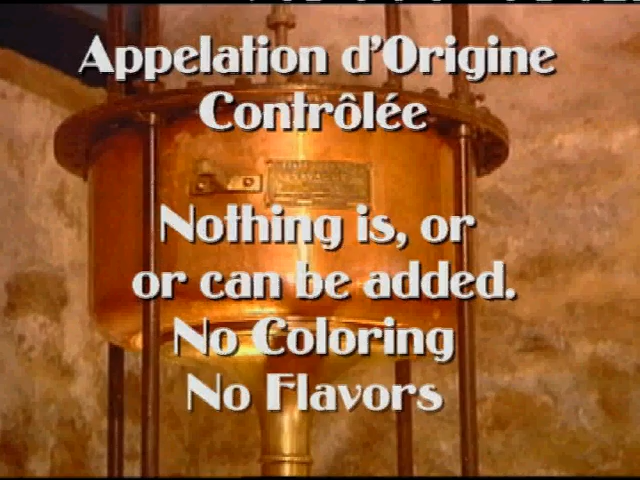 Appelation d'Origine
Contrôlée
Nothing is, or
or can be added.
No Coloring
No Flavors